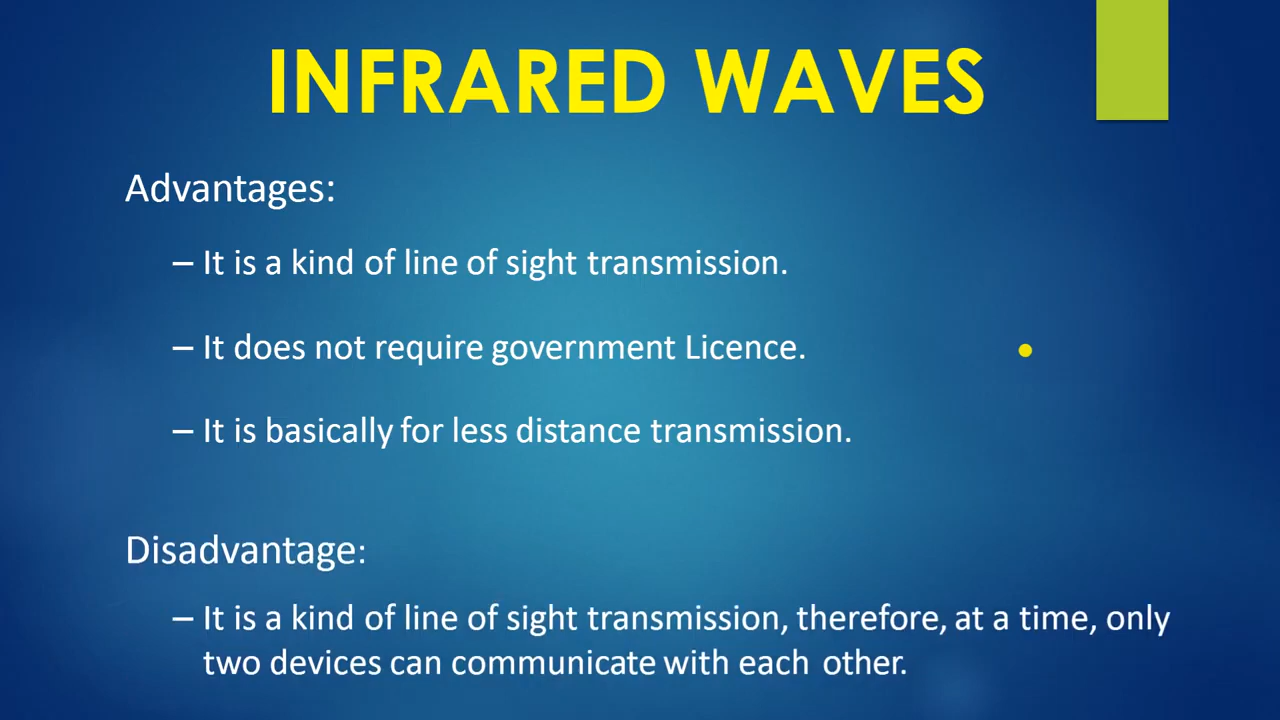 INFRARED WAVES
Advantages:
– It is a kind of line of sight transmission.
– It does not require government Licence.
– It is basically for less distance transmission.
Disadvantage:
– It is a kind of line of sight transmission, therefore, at a time, only
two devices can communicate with each other.